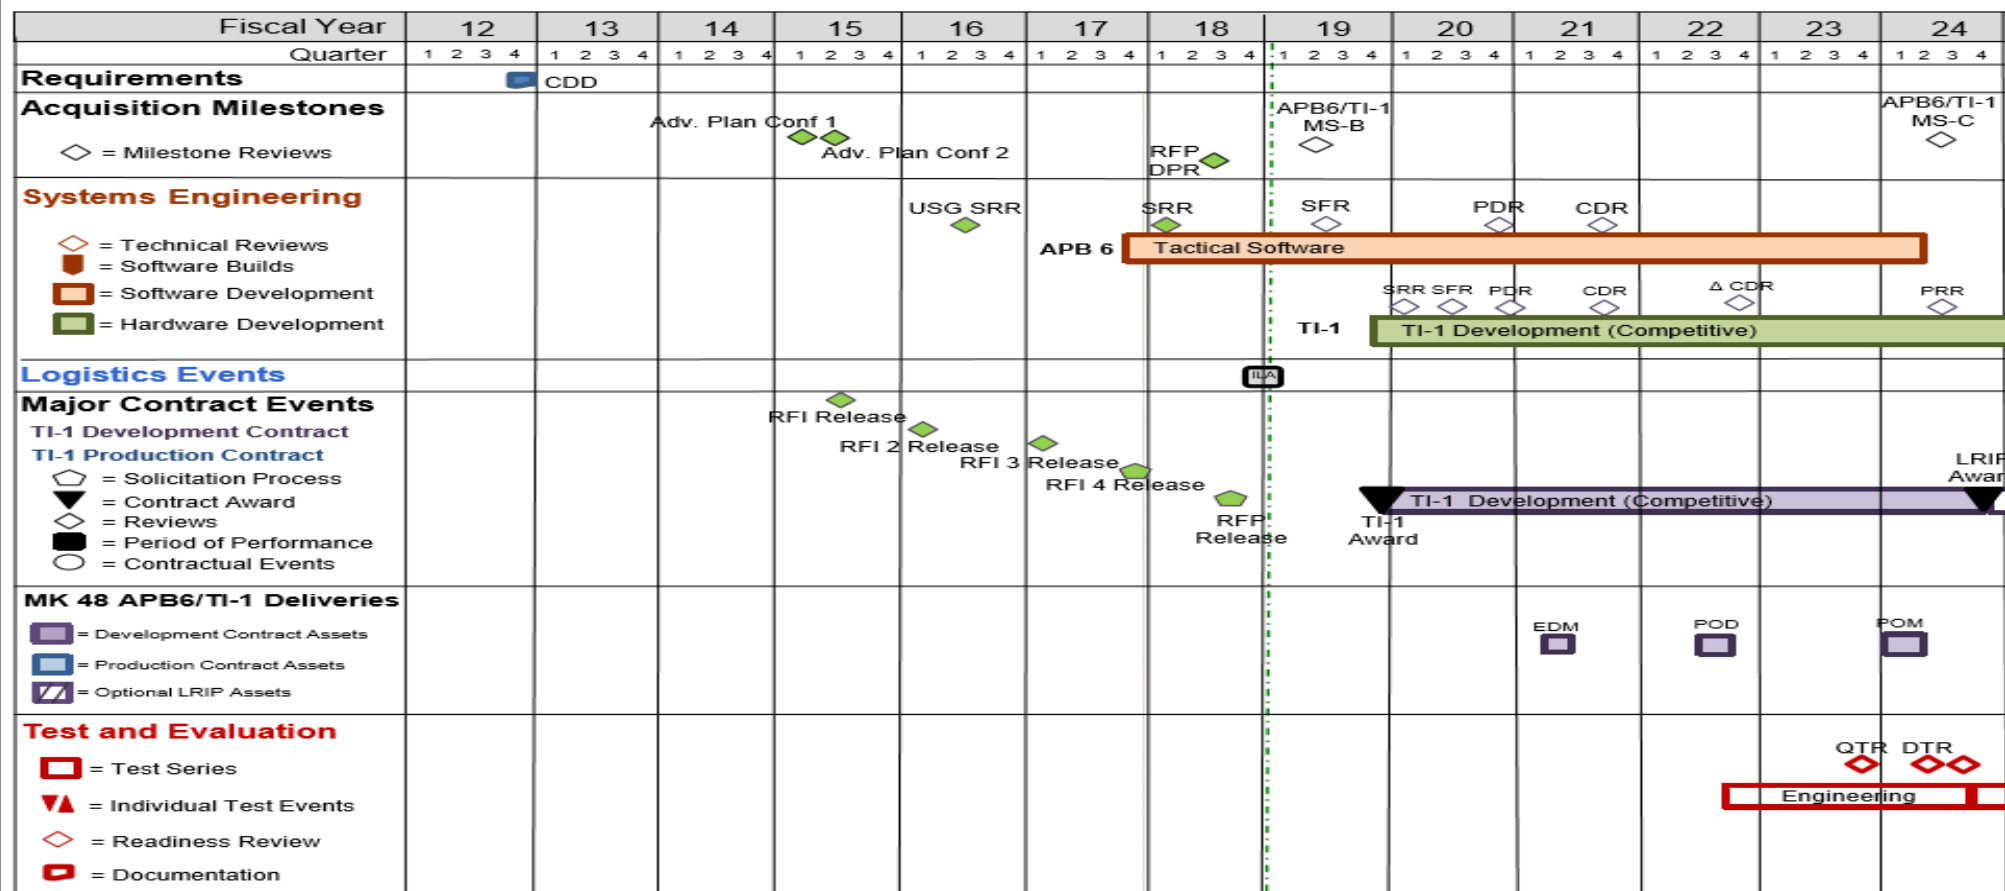 Fiscal Year 12 13 14 15 16 17 18 19 20 21 22 23 24
Quarter 1 2 3 4 1 2 3 4 1 2 3 4 1 2 3 4 1 2 3 4 1 2 3 4 1 2 3 4 1 2 3 4 1 2 3 4 1 2 3 4 1 2 3 4 1 2 3 4 1 2 3 4
Requirements
CDD
Acquisition Milestones
◇ = Milestone Reviews
Adv. Plan Conf 1
Adv. Plan Conf 2
RFP
DPR
APB6/TI-1
MS-B
APB6/TI-1
MS-C
Systems Engineering
= Technical Reviews
= Software Builds
= Software Development
= Hardware Development
USG SRR
SRR
SFR
PDR
CDR
APB 6
Tactical Software
SRR SFR PDR CDR Δ CDR PRR
TI-1
TI-1 Development (Competitive)
Logistics Events
ILA
Major Contract Events
TI-1 Development Contract
TI-1 Production Contract
= Solicitation Process
= Contract Award
= Reviews
= Period of Performance
= Contractual Events
RFI Release
RFI 2 Release
RFI 3 Release
RFI 4 Release
RFP
Release
TI-1
Award
TI-1 Development (Competitive)
LRIP
Awar
MK 48 APB6/TI-1 Deliveries
= Development Contract Assets
= Production Contract Assets
= Optional LRIP Assets
EDM
POD
POM
Test and Evaluation
= Test Series
= Individual Test Events
= Readiness Review
= Documentation
QTR DTR
Engineering